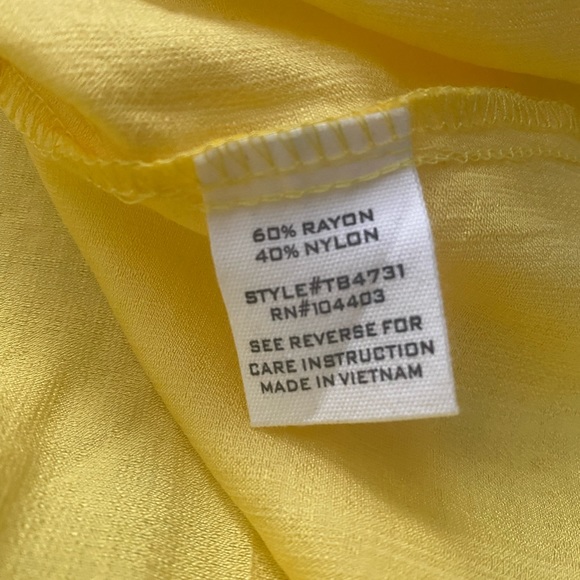 60% RAYON
40% NYLON
STYLE#TB4731
RN#104403
SEE REVERSE FOR
CARE INSTRUCTION
MADE IN VIETNAM